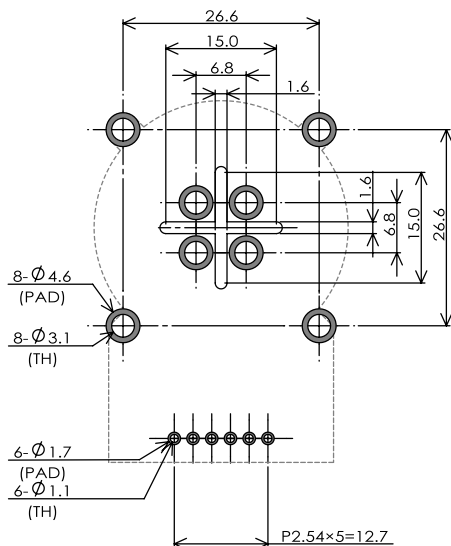 26.6
15.0
6.8
1.6
1.6
6.8
15.0
26.6
8-Ø4.6
(PAD)
8-Ø3.1
(TH)
6-Ø1.7
(PAD)
6-Ø1.1
(TH)
P2.54×5=12.7